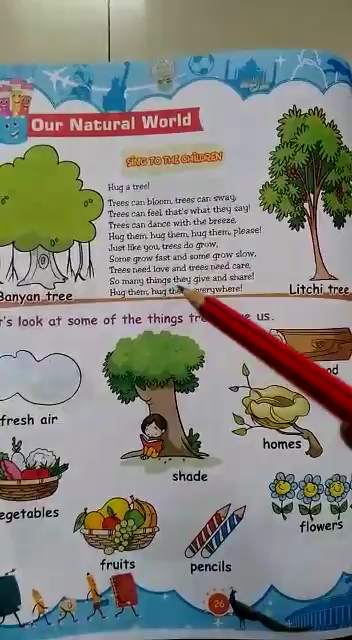 Our Natural World
SING TO THE CHILDREN
Hug a tree!
Trees can bloom, trees can sway,
Trees can feel that's what they say!
Trees can dance with the breeze,
Hug them, hug them, hug them, please!
Just like you, trees do grow,
Some grow fast and some grow slow,
Trees need love and trees need care,
So many things they give and share!
Hug them, hug them everywhere!
Banyan tree
Litchi tree
's look at some of the things tre us.
fresh air
shade
homes
egetables
fruits
pencils
flowers
26